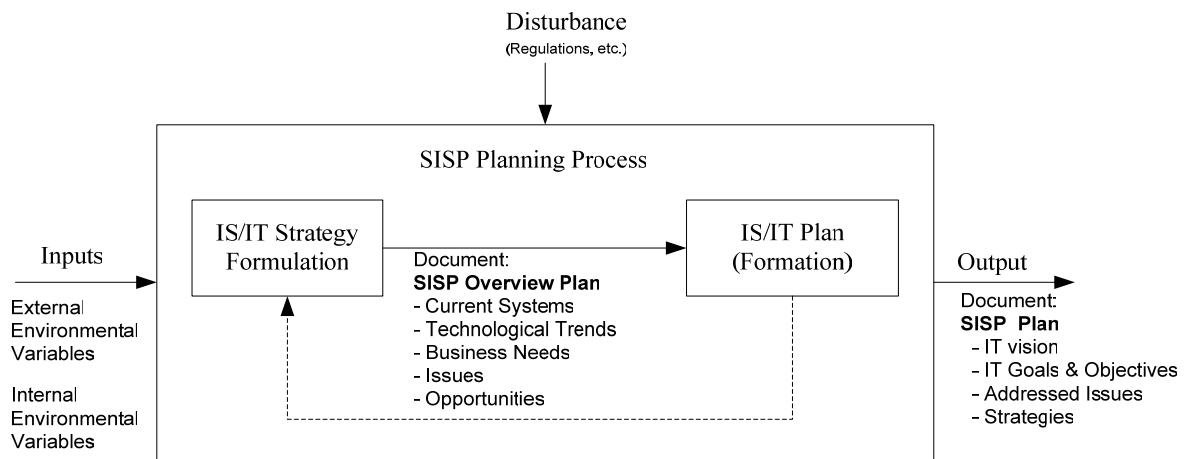 Disturbance
(Regulations, etc.)
SISP Planning Process
IS/IT Strategy
Formulation
IS/IT Plan
(Formation)
Inputs
External
Environmental
Variables
Internal
Environmental
Variables
Document:
SISP Overview Plan
- Current Systems
- Technological Trends
- Business Needs
- Issues
- Opportunities
Output
Document:
SISP Plan
- IT vision
- IT Goals & Objectives
- Addressed Issues
- Strategies